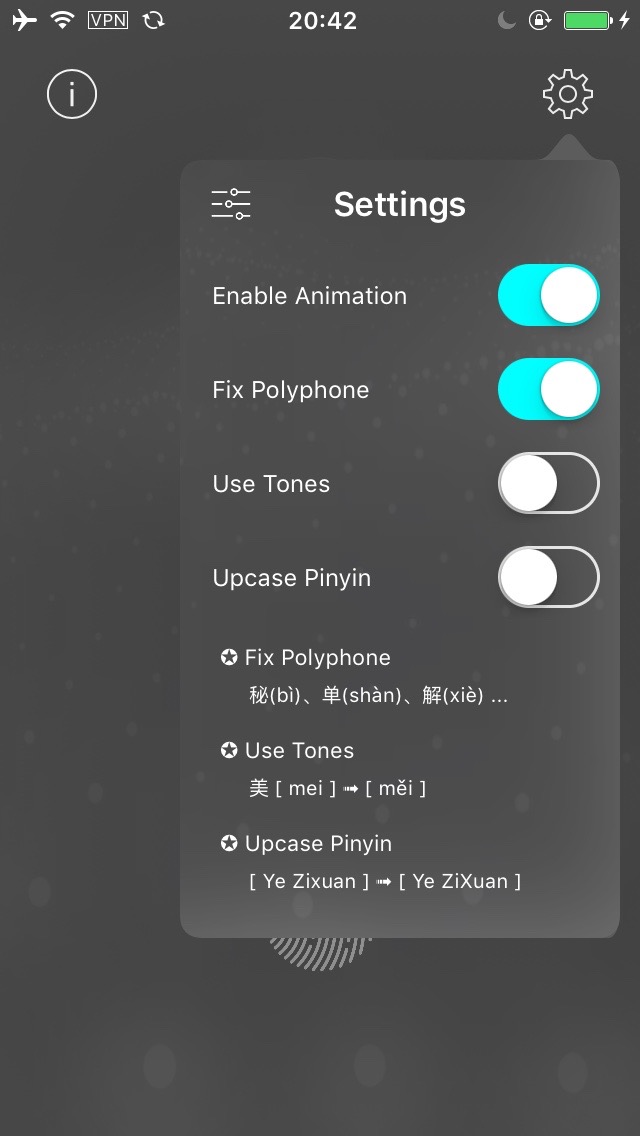 VPN 20:42
Settings
Enable Animation
Fix Polyphone
Use Tones
Upcase Pinyin
✪ Fix Polyphone
秘(bì)、单(shàn)、解(xiè) ...
✪ Use Tones
美 [ mei ] ➟ [ měi ]
✪ Upcase Pinyin
[ Ye Zixuan ] ➟ [ Ye ZiXuan ]